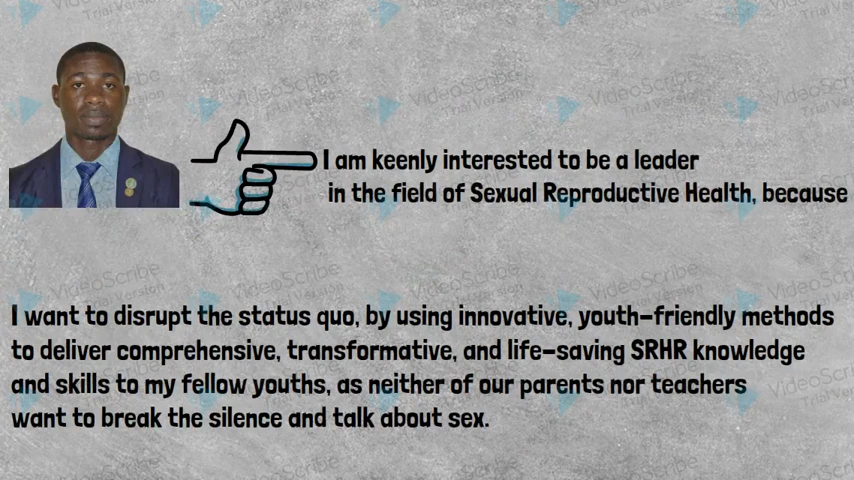 I am keenly interested to be a leader
in the field of Sexual Reproductive Health, because
I want to disrupt the status quo, by using innovative, youth-friendly methods
to deliver comprehensive, transformative, and life-saving SRHR knowledge
and skills to my fellow youths, as neither of our parents nor teachers
want to break the silence and talk about sex.
VideoScribe
Trial Version